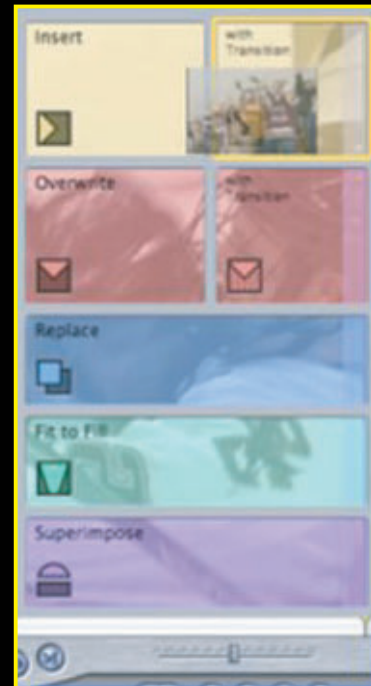 Insert
with
Transition
Overwrite
with
Transition
Replace
Fit to Fill
Superimpose